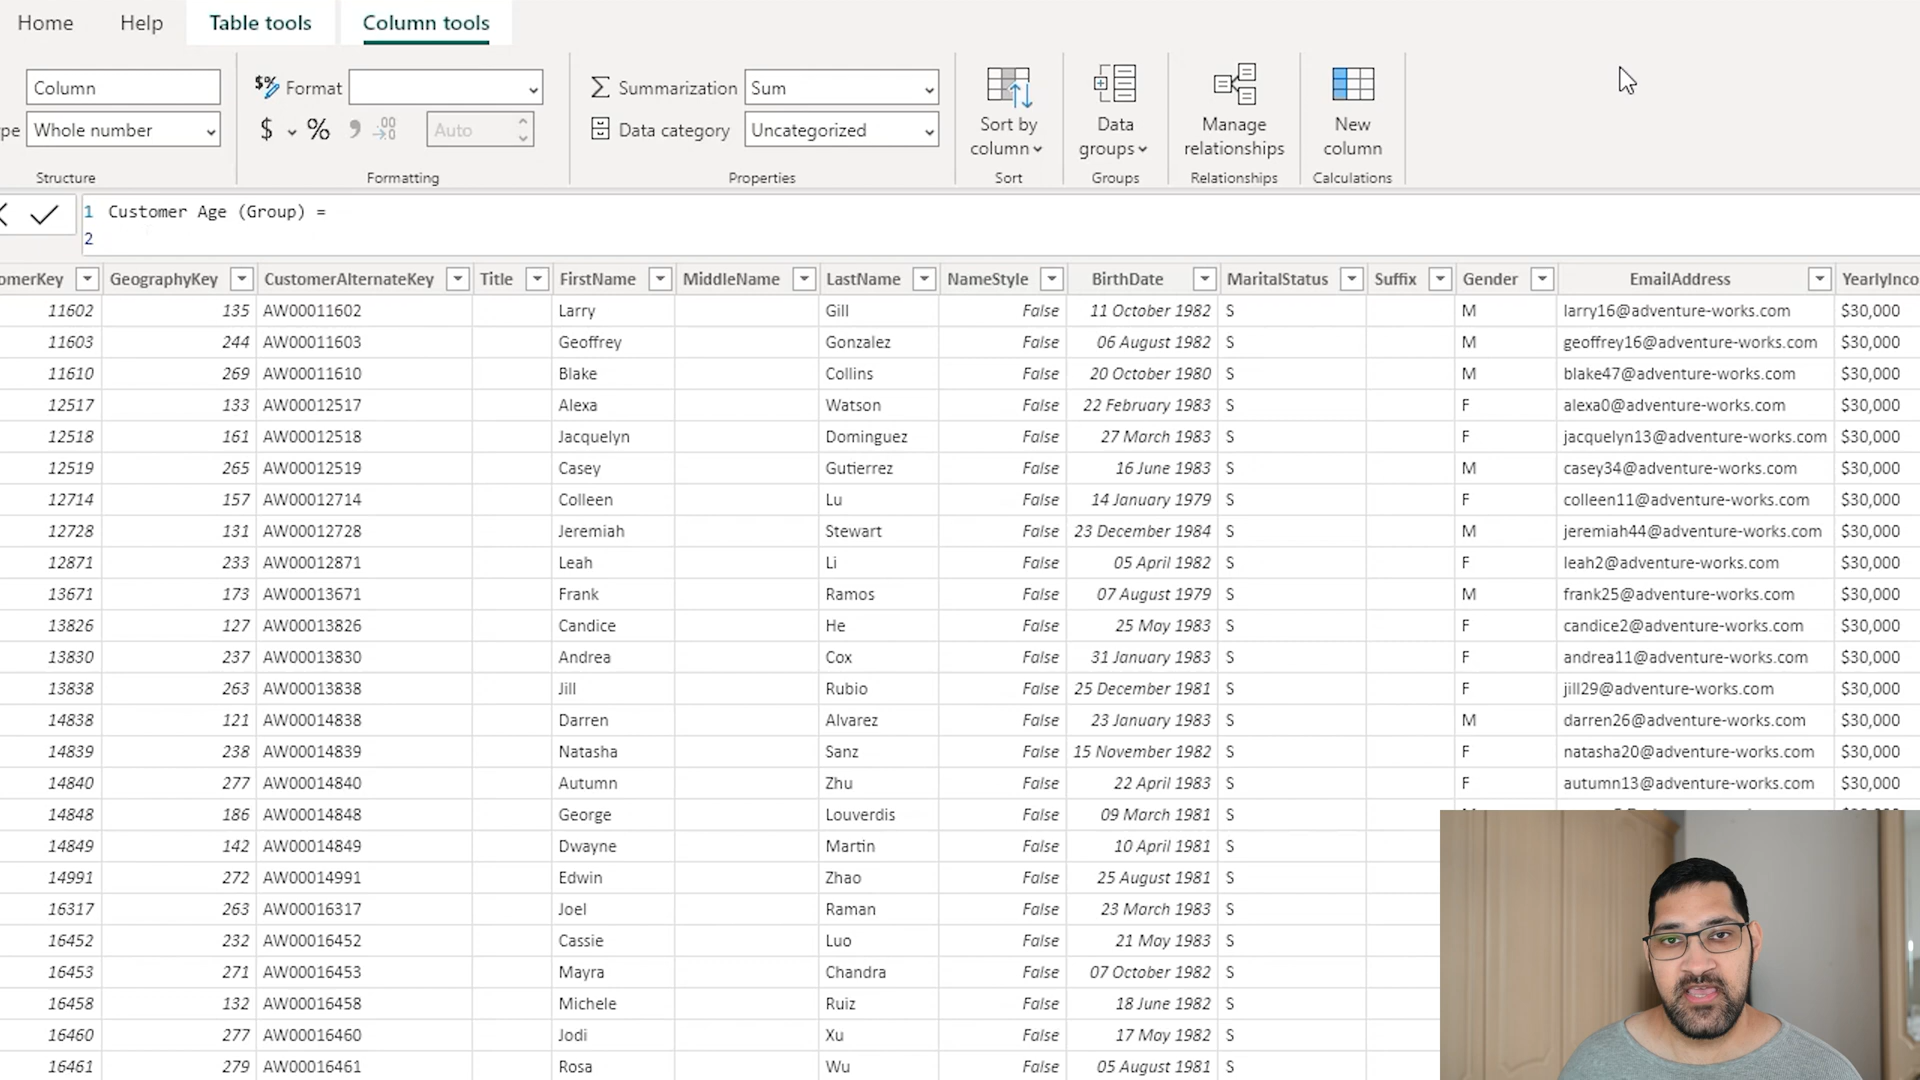 Home Help Table tools Column tools
Column
pe Whole number
Structure
Format
$ % Auto
Formatting
Summarization Sum
Data category Uncategorized
Properties
Sort by column
Sort
Data groups
Groups
Manage relationships
Relationships
New column
Calculations
1 Customer Age (Group) =
2
omerKey GeographyKey CustomerAlternateKey Title FirstName MiddleName LastName NameStyle BirthDate MaritalStatus Suffix Gender EmailAddress YearlyInco
11602 135 AW00011602 Larry Gill False 11 October 1982 S M larry16@adventure-works.com $30,000
11603 244 AW00011603 Geoffrey Gonzalez False 06 August 1982 S M geoffrey16@adventure-works.com $30,000
11610 269 AW00011610 Blake Collins False 20 October 1980 S M blake47@adventure-works.com $30,000
12517 133 AW00012517 Alexa Watson False 22 February 1983 S F alexa0@adventure-works.com $30,000
12518 161 AW00012518 Jacquelyn Dominguez False 27 March 1983 S F jacquelyn13@adventure-works.com $30,000
12519 265 AW00012519 Casey Gutierrez False 16 June 1983 S M casey34@adventure-works.com $30,000
12714 157 AW00012714 Colleen Lu False 14 January 1979 S F colleen11@adventure-works.com $30,000
12728 131 AW00012728 Jeremiah Stewart False 23 December 1984 S M jeremiah44@adventure-works.com $30,000
12871 233 AW00012871 Leah Li False 05 April 1982 S F leah2@adventure-works.com $30,000
13671 173 AW00013671 Frank Ramos False 07 August 1979 S M frank25@adventure-works.com $30,000
13826 127 AW00013826 Candice He False 25 May 1983 S F candice2@adventure-works.com $30,000
13830 237 AW00013830 Andrea Cox False 31 January 1983 S F andrea11@adventure-works.com $30,000
13838 263 AW00013838 Jill Rubio False 25 December 1981 S F jill29@adventure-works.com $30,000
14838 121 AW00014838 Darren Alvarez False 23 January 1983 S M darren26@adventure-works.com $30,000
14839 238 AW00014839 Natasha Sanz False 15 November 1982 S F natasha20@adventure-works.com $30,000
14840 277 AW00014840 Autumn Zhu False 22 April 1983 S F autumn13@adventure-works.com $30,000
14848 186 AW00014848 George Louverdis False 09 March 1981 S
14849 142 AW00014849 Dwayne Martin False 10 April 1981 S
14991 272 AW00014991 Edwin Zhao False 25 August 1981 S
16317 263 AW00016317 Joel Raman False 23 March 1983 S
16452 232 AW00016452 Cassie Luo False 21 May 1983 S
16453 271 AW00016453 Mayra Chandra False 07 October 1982 S
16458 132 AW00016458 Michele Ruiz False 18 June 1982 S
16460 277 AW00016460 Jodi Xu False 17 May 1982 S
16461 279 AW00016461 Rosa Wu False 05 August 1981 S